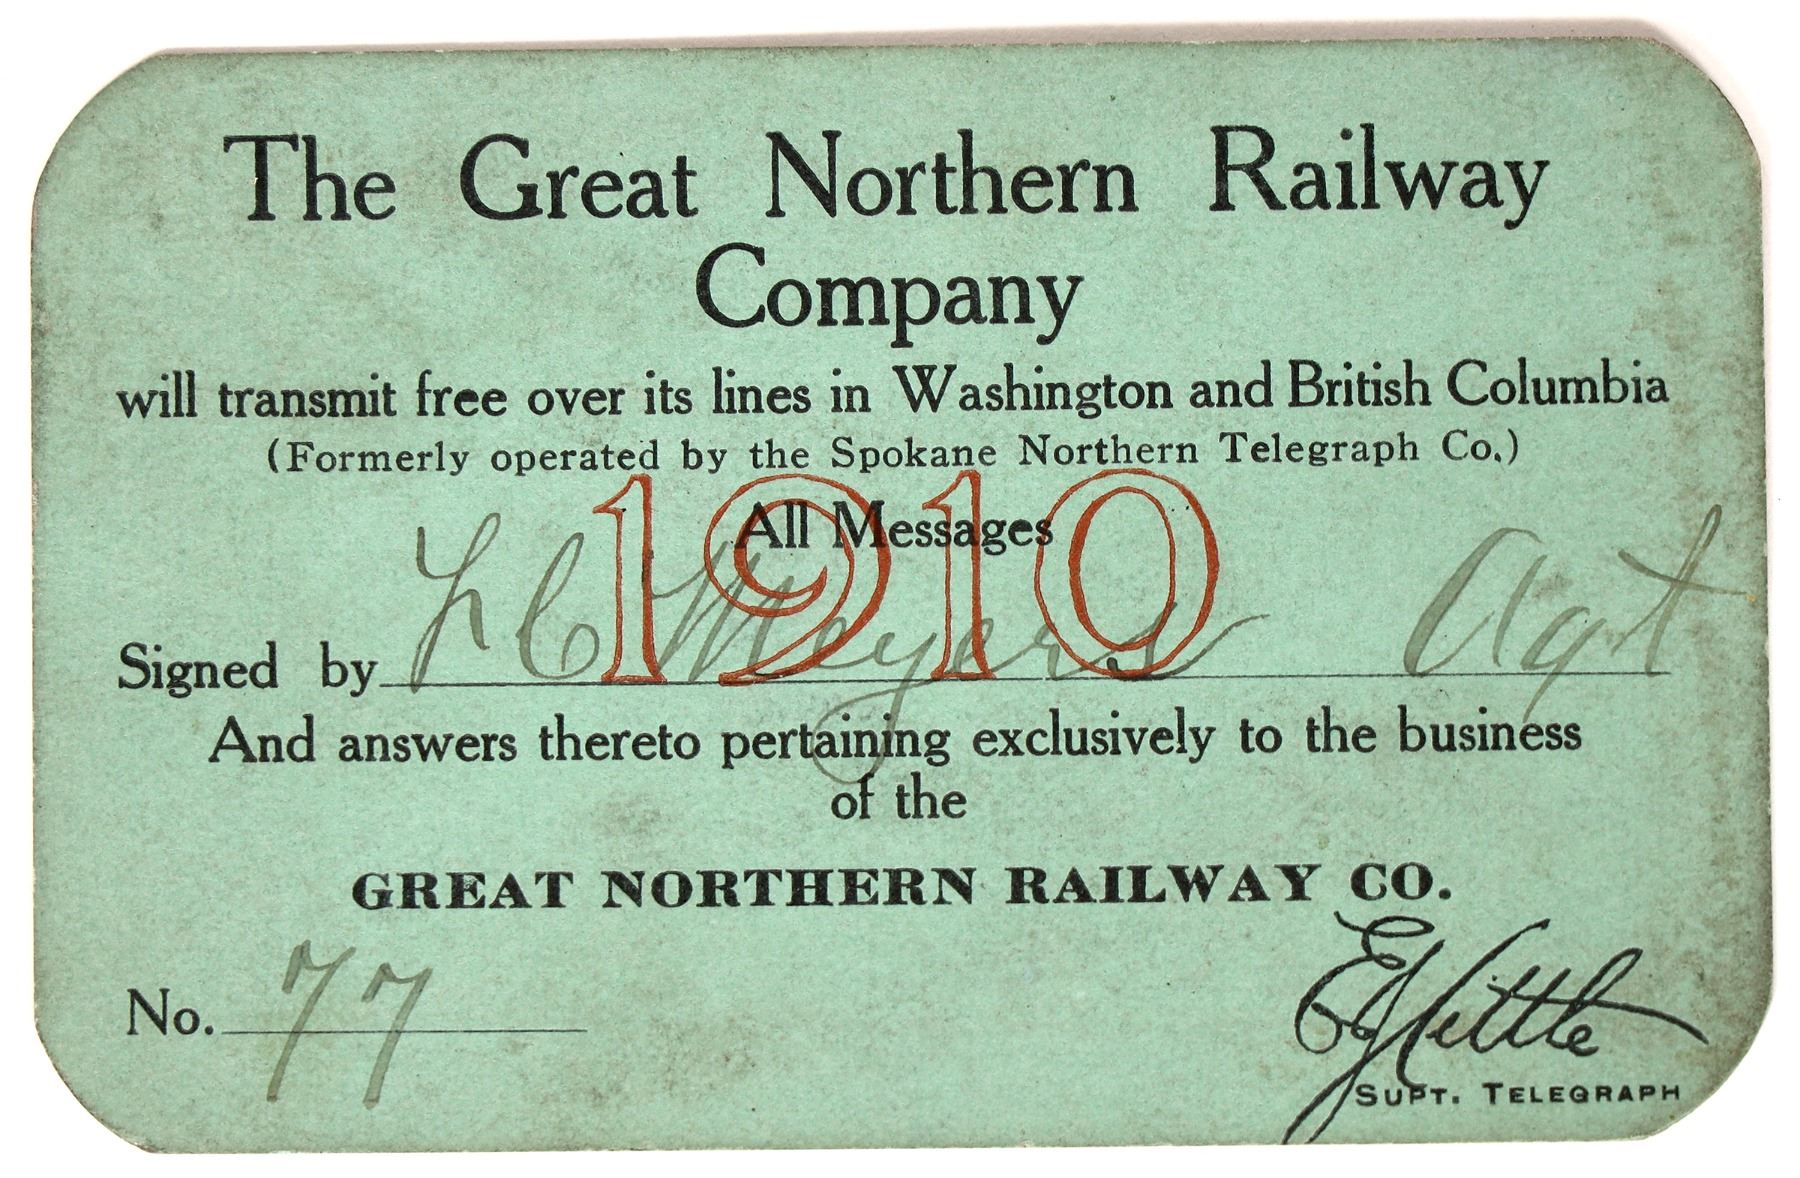 The Great Northern Railway
Company
will transmit free over its lines in Washington and British Columbia
(Formerly operated by the Spokane Northern Telegraph Co.)
1910
All Messages
Signed by L C Meyers Agt
And answers thereto pertaining exclusively to the business
of the
GREAT NORTHERN RAILWAY CO.
No. 77
SUPT. TELEGRAPH